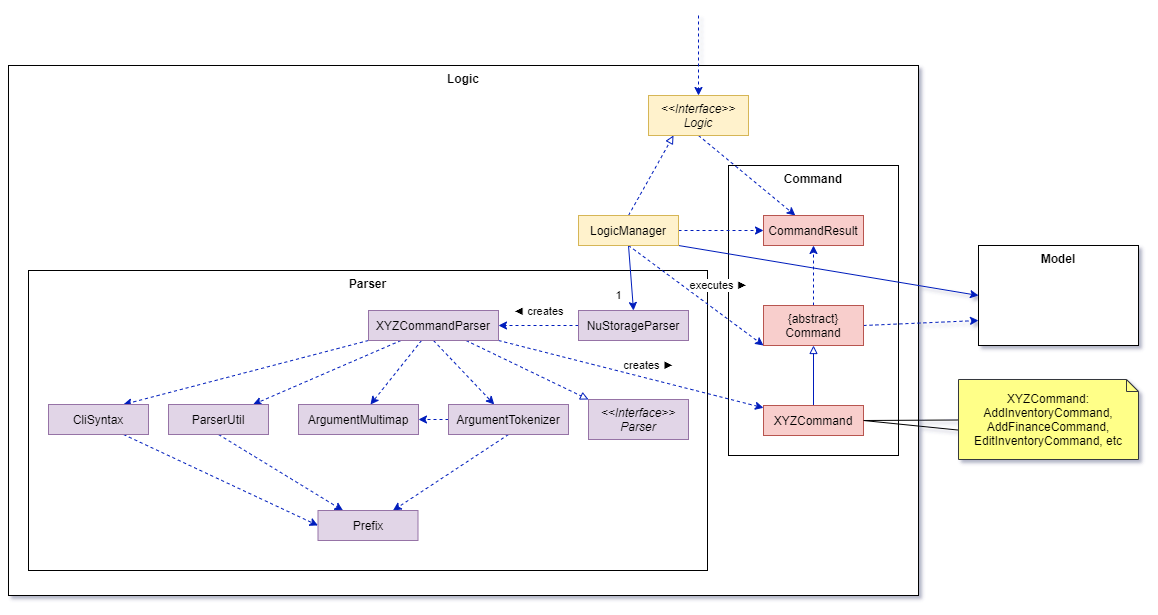 Logic
<<Interface>>
Logic
Command
LogicManager
CommandResult
Model
Parser
executes ►
1
◄ creates
XYZCommandParser
NuStorageParser
{abstract}
Command
creates ►
CliSyntax
ParserUtil
ArgumentMultimap
ArgumentTokenizer
<<Interface>>
Parser
XYZCommand
XYZCommand:
AddInventoryCommand,
AddFinanceCommand,
EditInventoryCommand, etc
Prefix